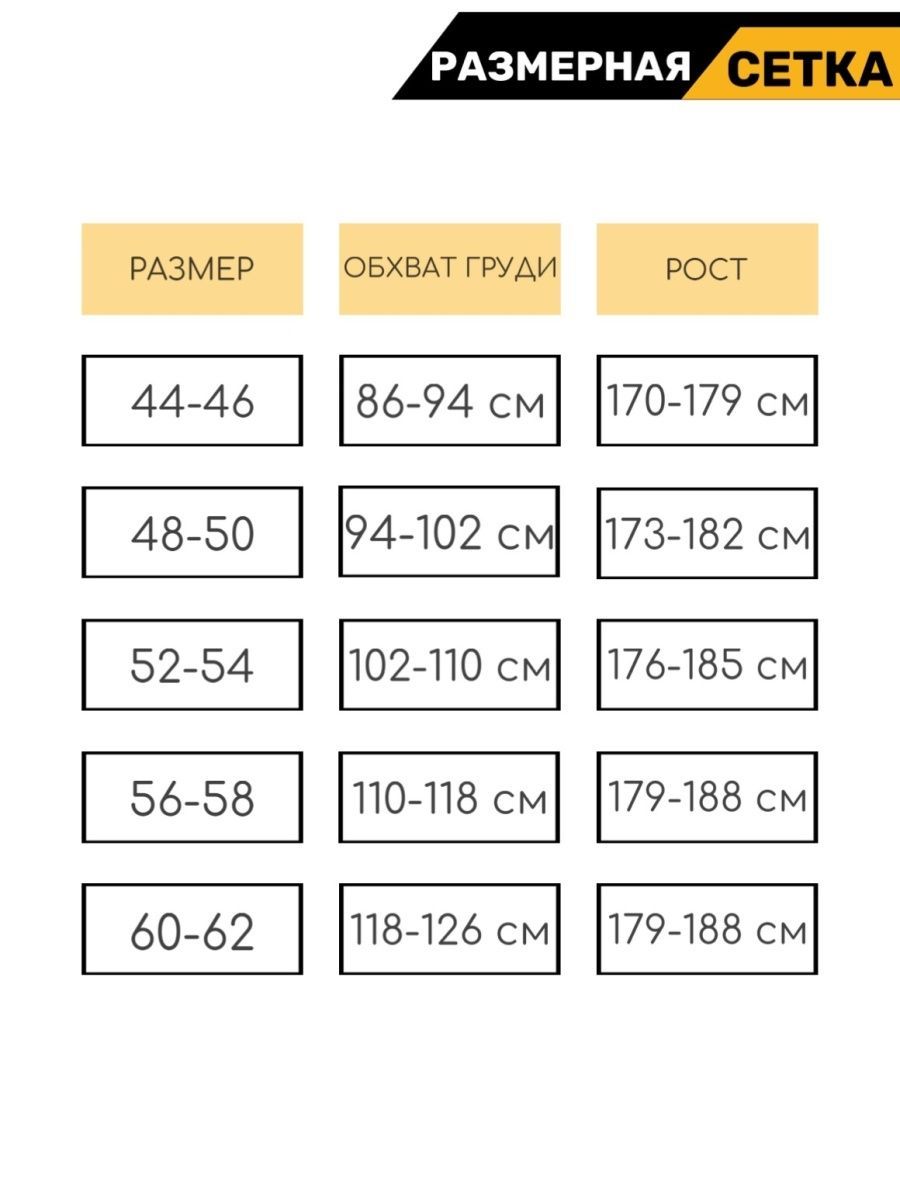 РАЗМЕРНАЯ СЕТКА
РАЗМЕР ОБХВАТ ГРУДИ РОСТ
44-46 86-94 см 170-179 см
48-50 94-102 см 173-182 см
52-54 102-110 см 176-185 см
56-58 110-118 см 179-188 см
60-62 118-126 см 179-188 см